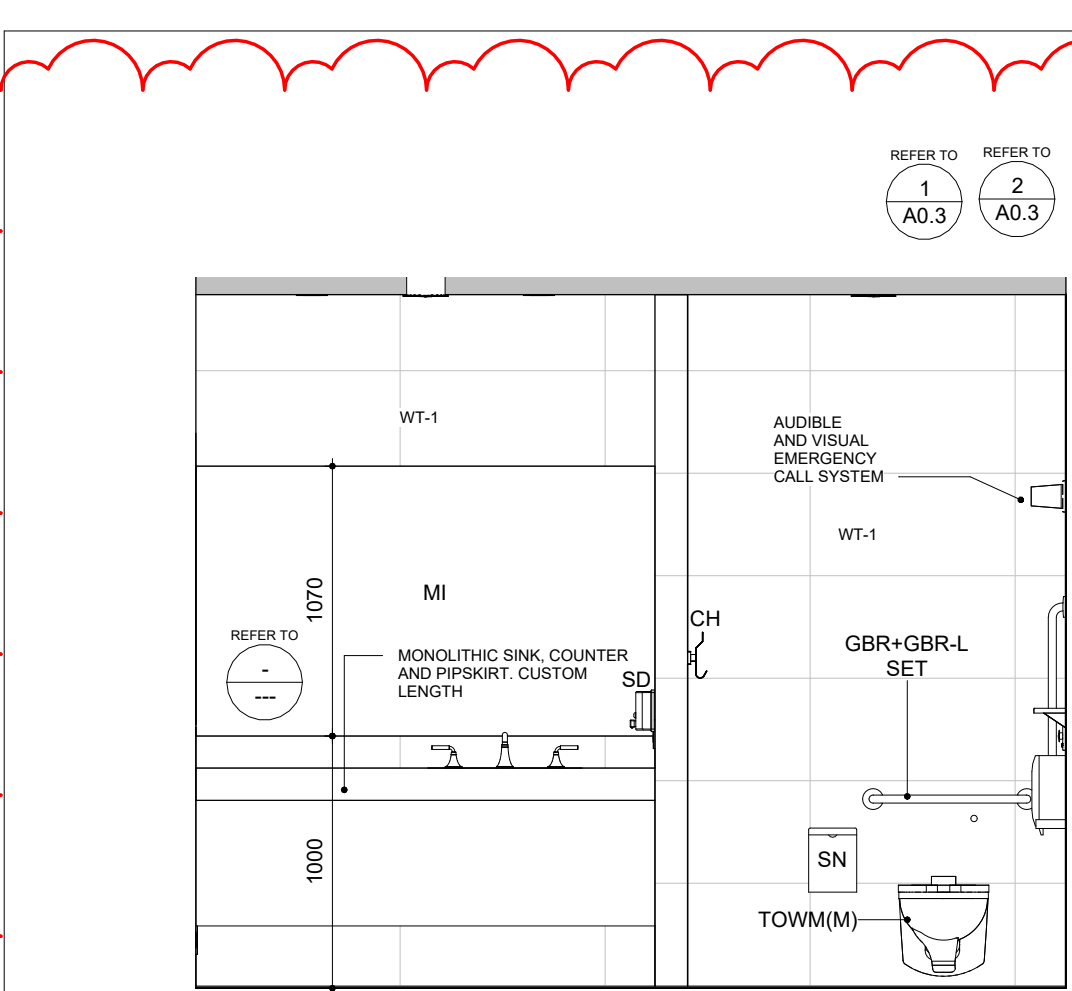 REFER TO
1
A0.3
REFER TO
2
A0.3
WT-1
AUDIBLE
AND VISUAL
EMERGENCY
CALL SYSTEM
WT-1
1070
MI
REFER TO
-
---
MONOLITHIC SINK, COUNTER
AND PIPSKIRT. CUSTOM
LENGTH
SD
CH
GBR+GBR-L
SET
1000
SN
TOWM(M)